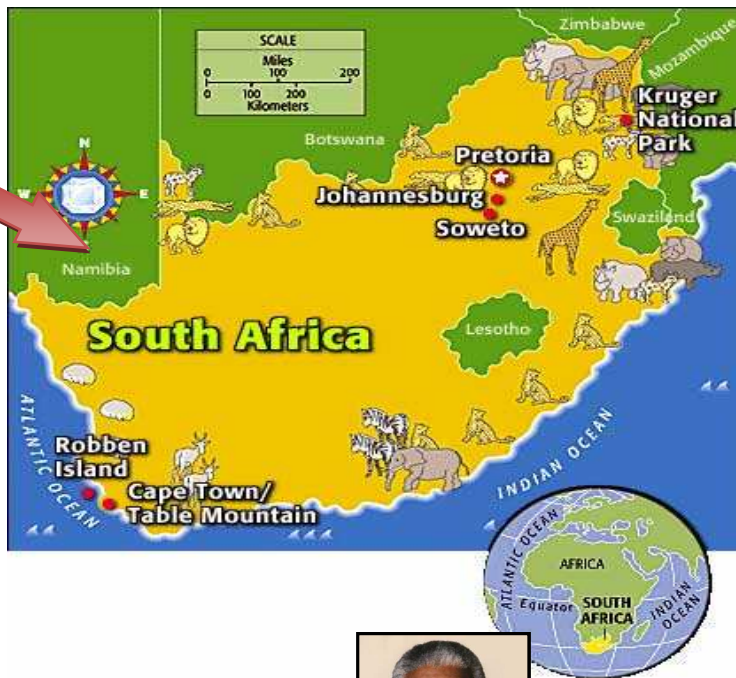 SCALE
Miles
0 100 200
0 100 200
Kilometers
Zimbabwe
Mozambique
Kruger
National
Park
Botswana
Pretoria
Johannesburg
Soweto
Swaziland
N
W E
Namibia
South Africa
Lesotho
ATLANTIC OCEAN
Robben
Island
Cape Town/
Table Mountain
INDIAN OCEAN
ATLANTIC OCEAN
AFRICA
Equator
SOUTH
AFRICA
INDIAN OCEAN